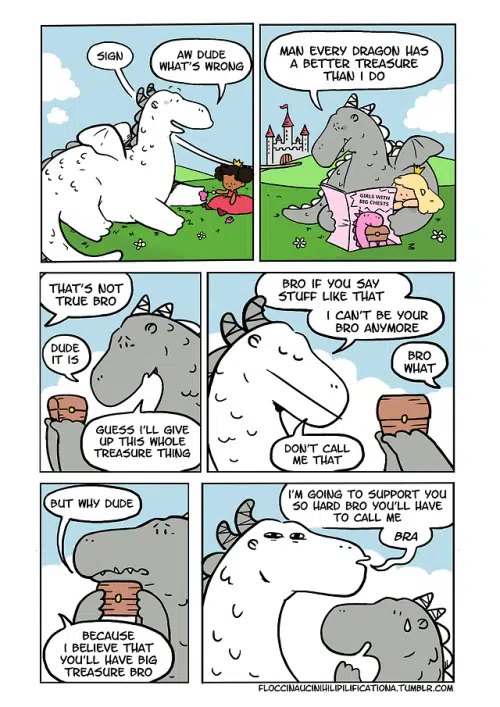 SIGN
AW DUDE
WHAT'S WRONG
MAN EVERY DRAGON HAS
A BETTER TREASURE
THAN I DO
GIRLS WITH
BIG CHESTS
THAT'S NOT
TRUE BRO
DUDE
IT IS
GUESS I'LL GIVE
UP THIS WHOLE
TREASURE THING
BRO IF YOU SAY
STUFF LIKE THAT
I CAN'T BE YOUR
BRO ANYMORE
BRO
WHAT
DON'T CALL
ME THAT
BUT WHY DUDE
BECAUSE
I BELIEVE THAT
YOU'LL HAVE BIG
TREASURE BRO
I'M GOING TO SUPPORT YOU
SO HARD BRO YOU'LL HAVE
TO CALL ME
BRA
FLOCCINAUCINIHLIPILIFICATIONA.TUMBLR.COM